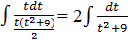 ∫ tdt / (t(t²+9)/2) = 2∫ dt / (t²+9)